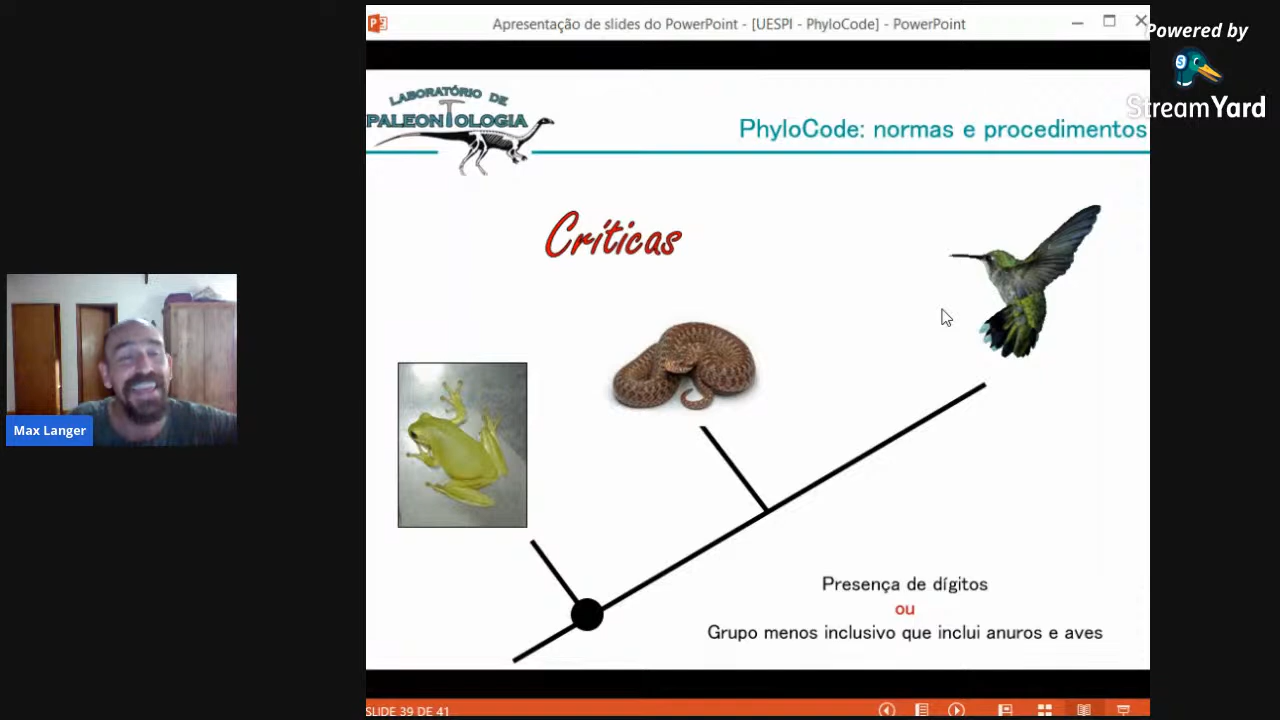 Apresentação de slides do PowerPoint - [UESPI - PhyloCode] - PowerPoint
Powered by
StreamYard
LABORATÓRIO DE
PALEONTOLOGIA
PhyloCode: normas e procedimentos
Críticas
Max Langer
Presença de dígitos
ou
Grupo menos inclusivo que inclui anuros e aves
SLIDE 39 DE 41